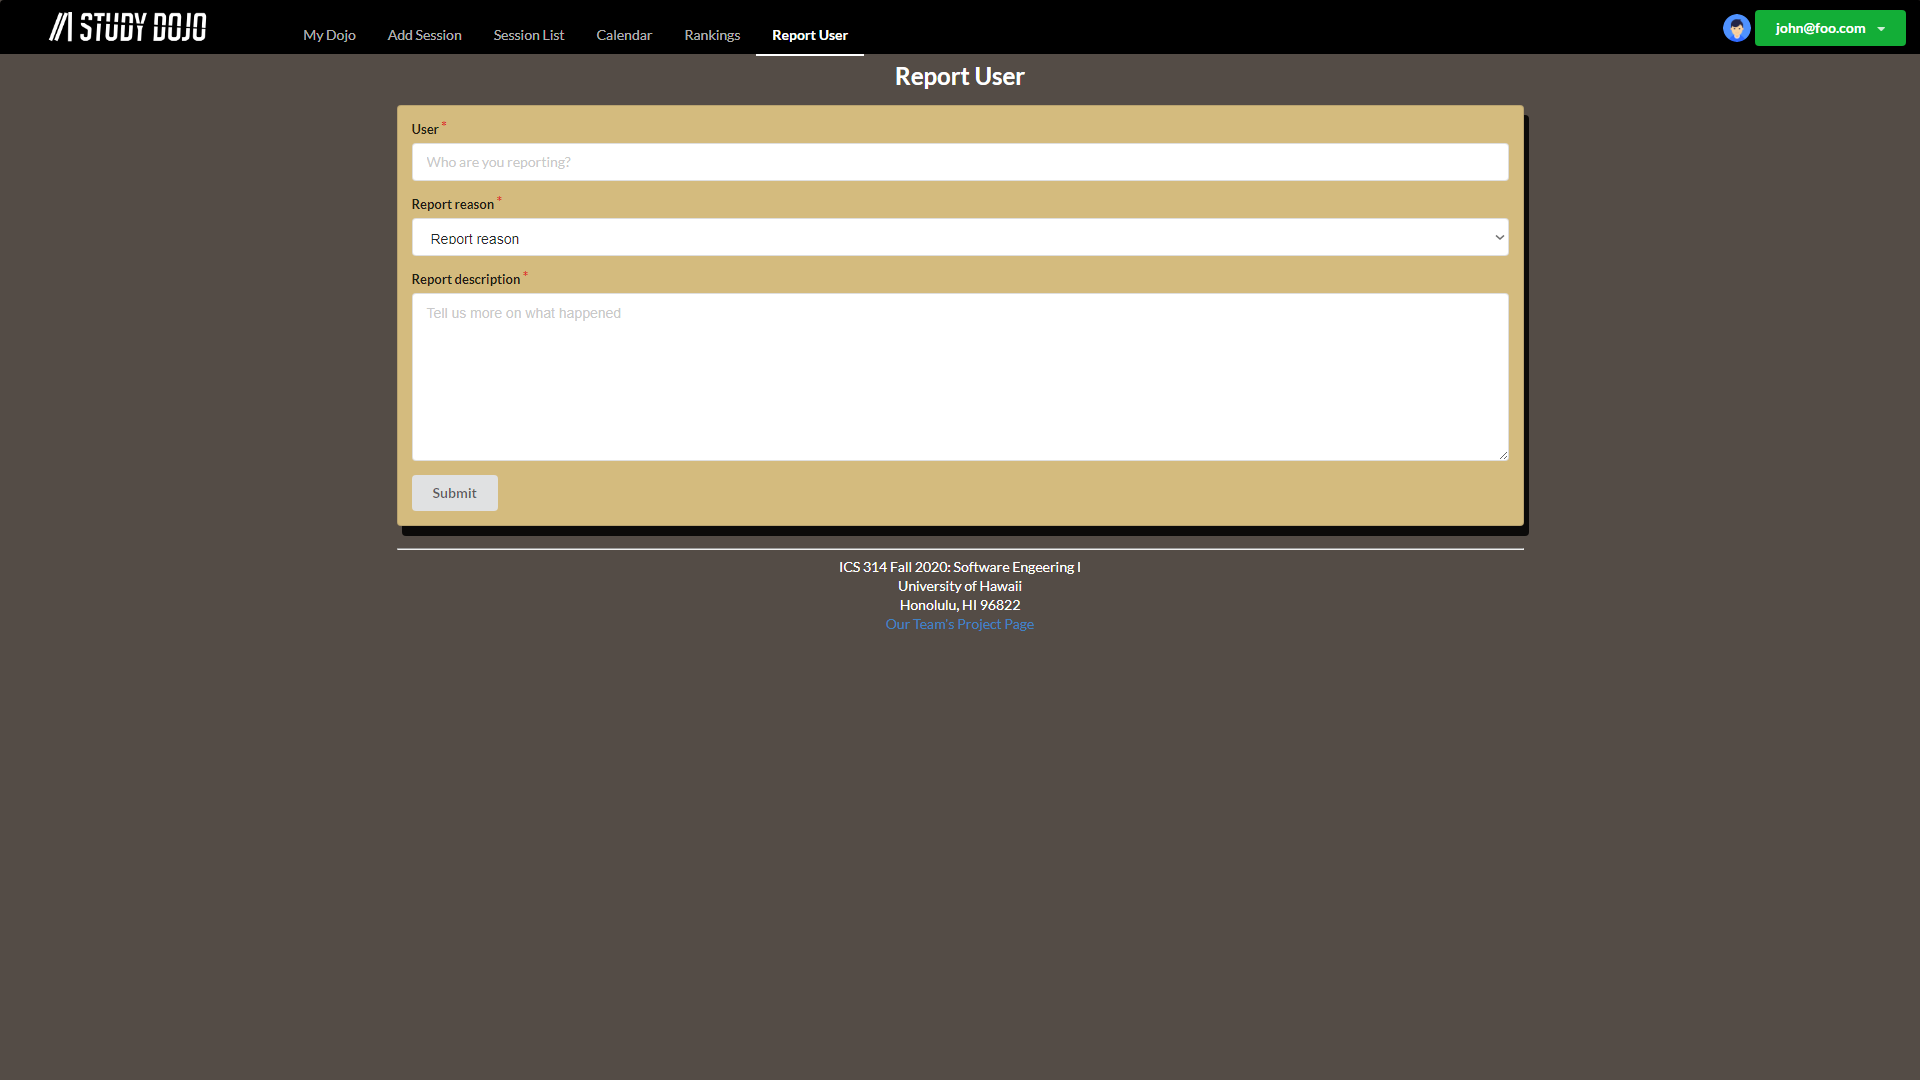 STUDY DOJO
My Dojo Add Session Session List Calendar Rankings Report User john@foo.com
Report User
User *
Who are you reporting?
Report reason *
Report reason
Report description *
Tell us more on what happened
Submit
ICS 314 Fall 2020: Software Engeering I
University of Hawaii
Honolulu, HI 96822
Our Team's Project Page